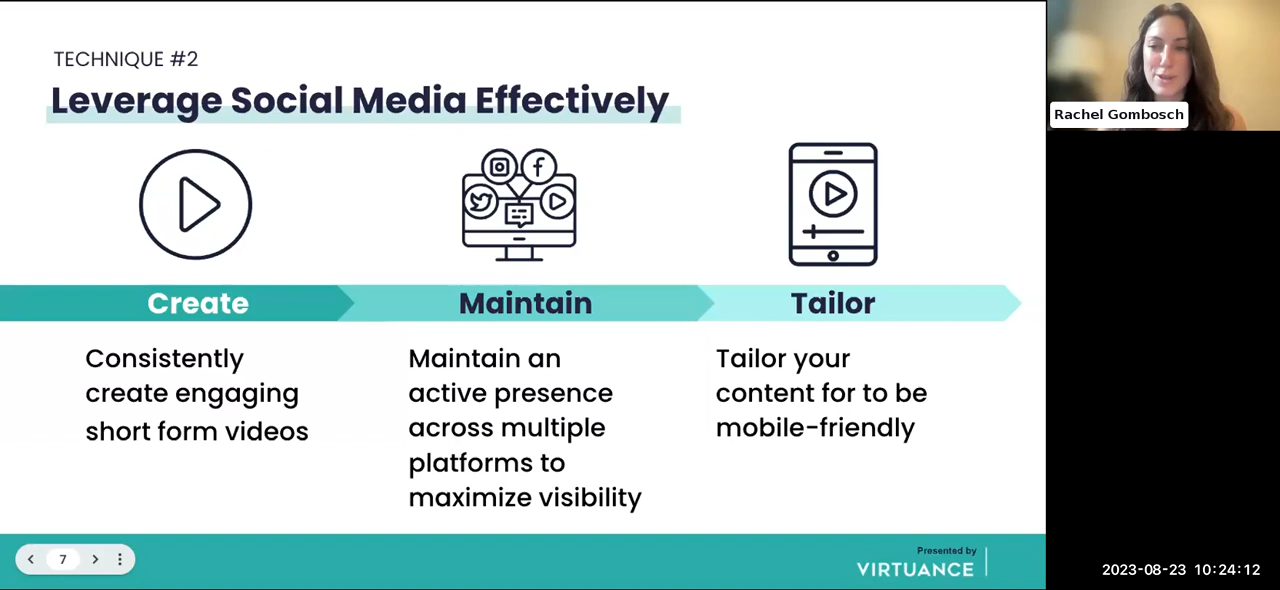 TECHNIQUE #2
Leverage Social Media Effectively
Create
Maintain
Tailor
Consistently
create engaging
short form videos
Maintain an
active presence
across multiple
platforms to
maximize visibility
Tailor your
content for to be
mobile-friendly
7
Presented by
VIRTUANCE
Rachel Gombosch
2023-08-23 10:24:12